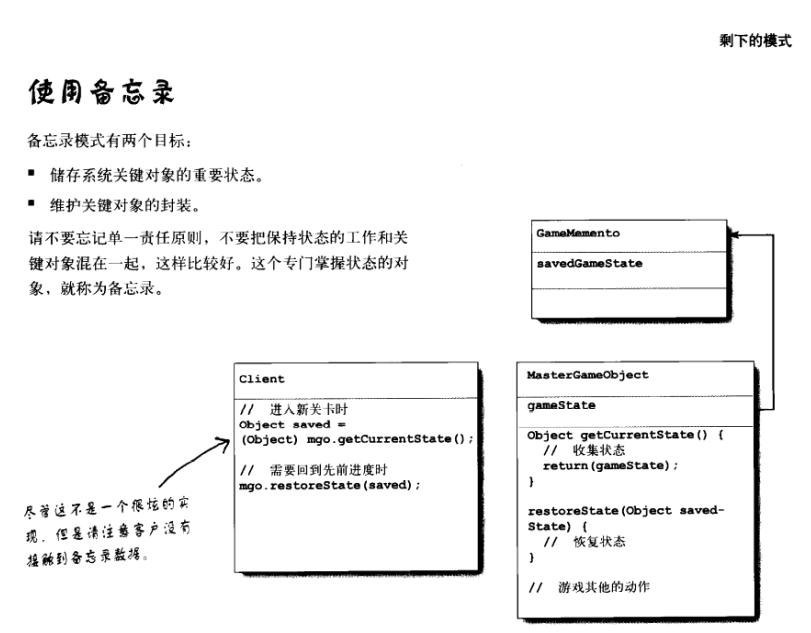 剩下的模式
使用备忘录
备忘录模式有两个目标：
▪ 储存系统关键对象的重要状态。
▪ 维护关键对象的封装。
请不要忘记单一责任原则，不要把保持状态的工作和关
键对象混在一起，这样比较好。这个专门掌握状态的对
象，就称为备忘录。
GameMemento
savedGameState
Client
// 进入新关卡时
Object saved =
(Object) mgo.getCurrentState();
// 需要回到先前进度时
mgo.restoreState(saved);
尽管这不是一个很炫的实
现，但是请注意客户没有
接触到备忘录数据。
MasterGameObject
gameState
Object getCurrentState() {
// 收集状态
return(gameState);
}
restoreState(Object saved-
State) {
// 恢复状态
}
// 游戏其他的动作